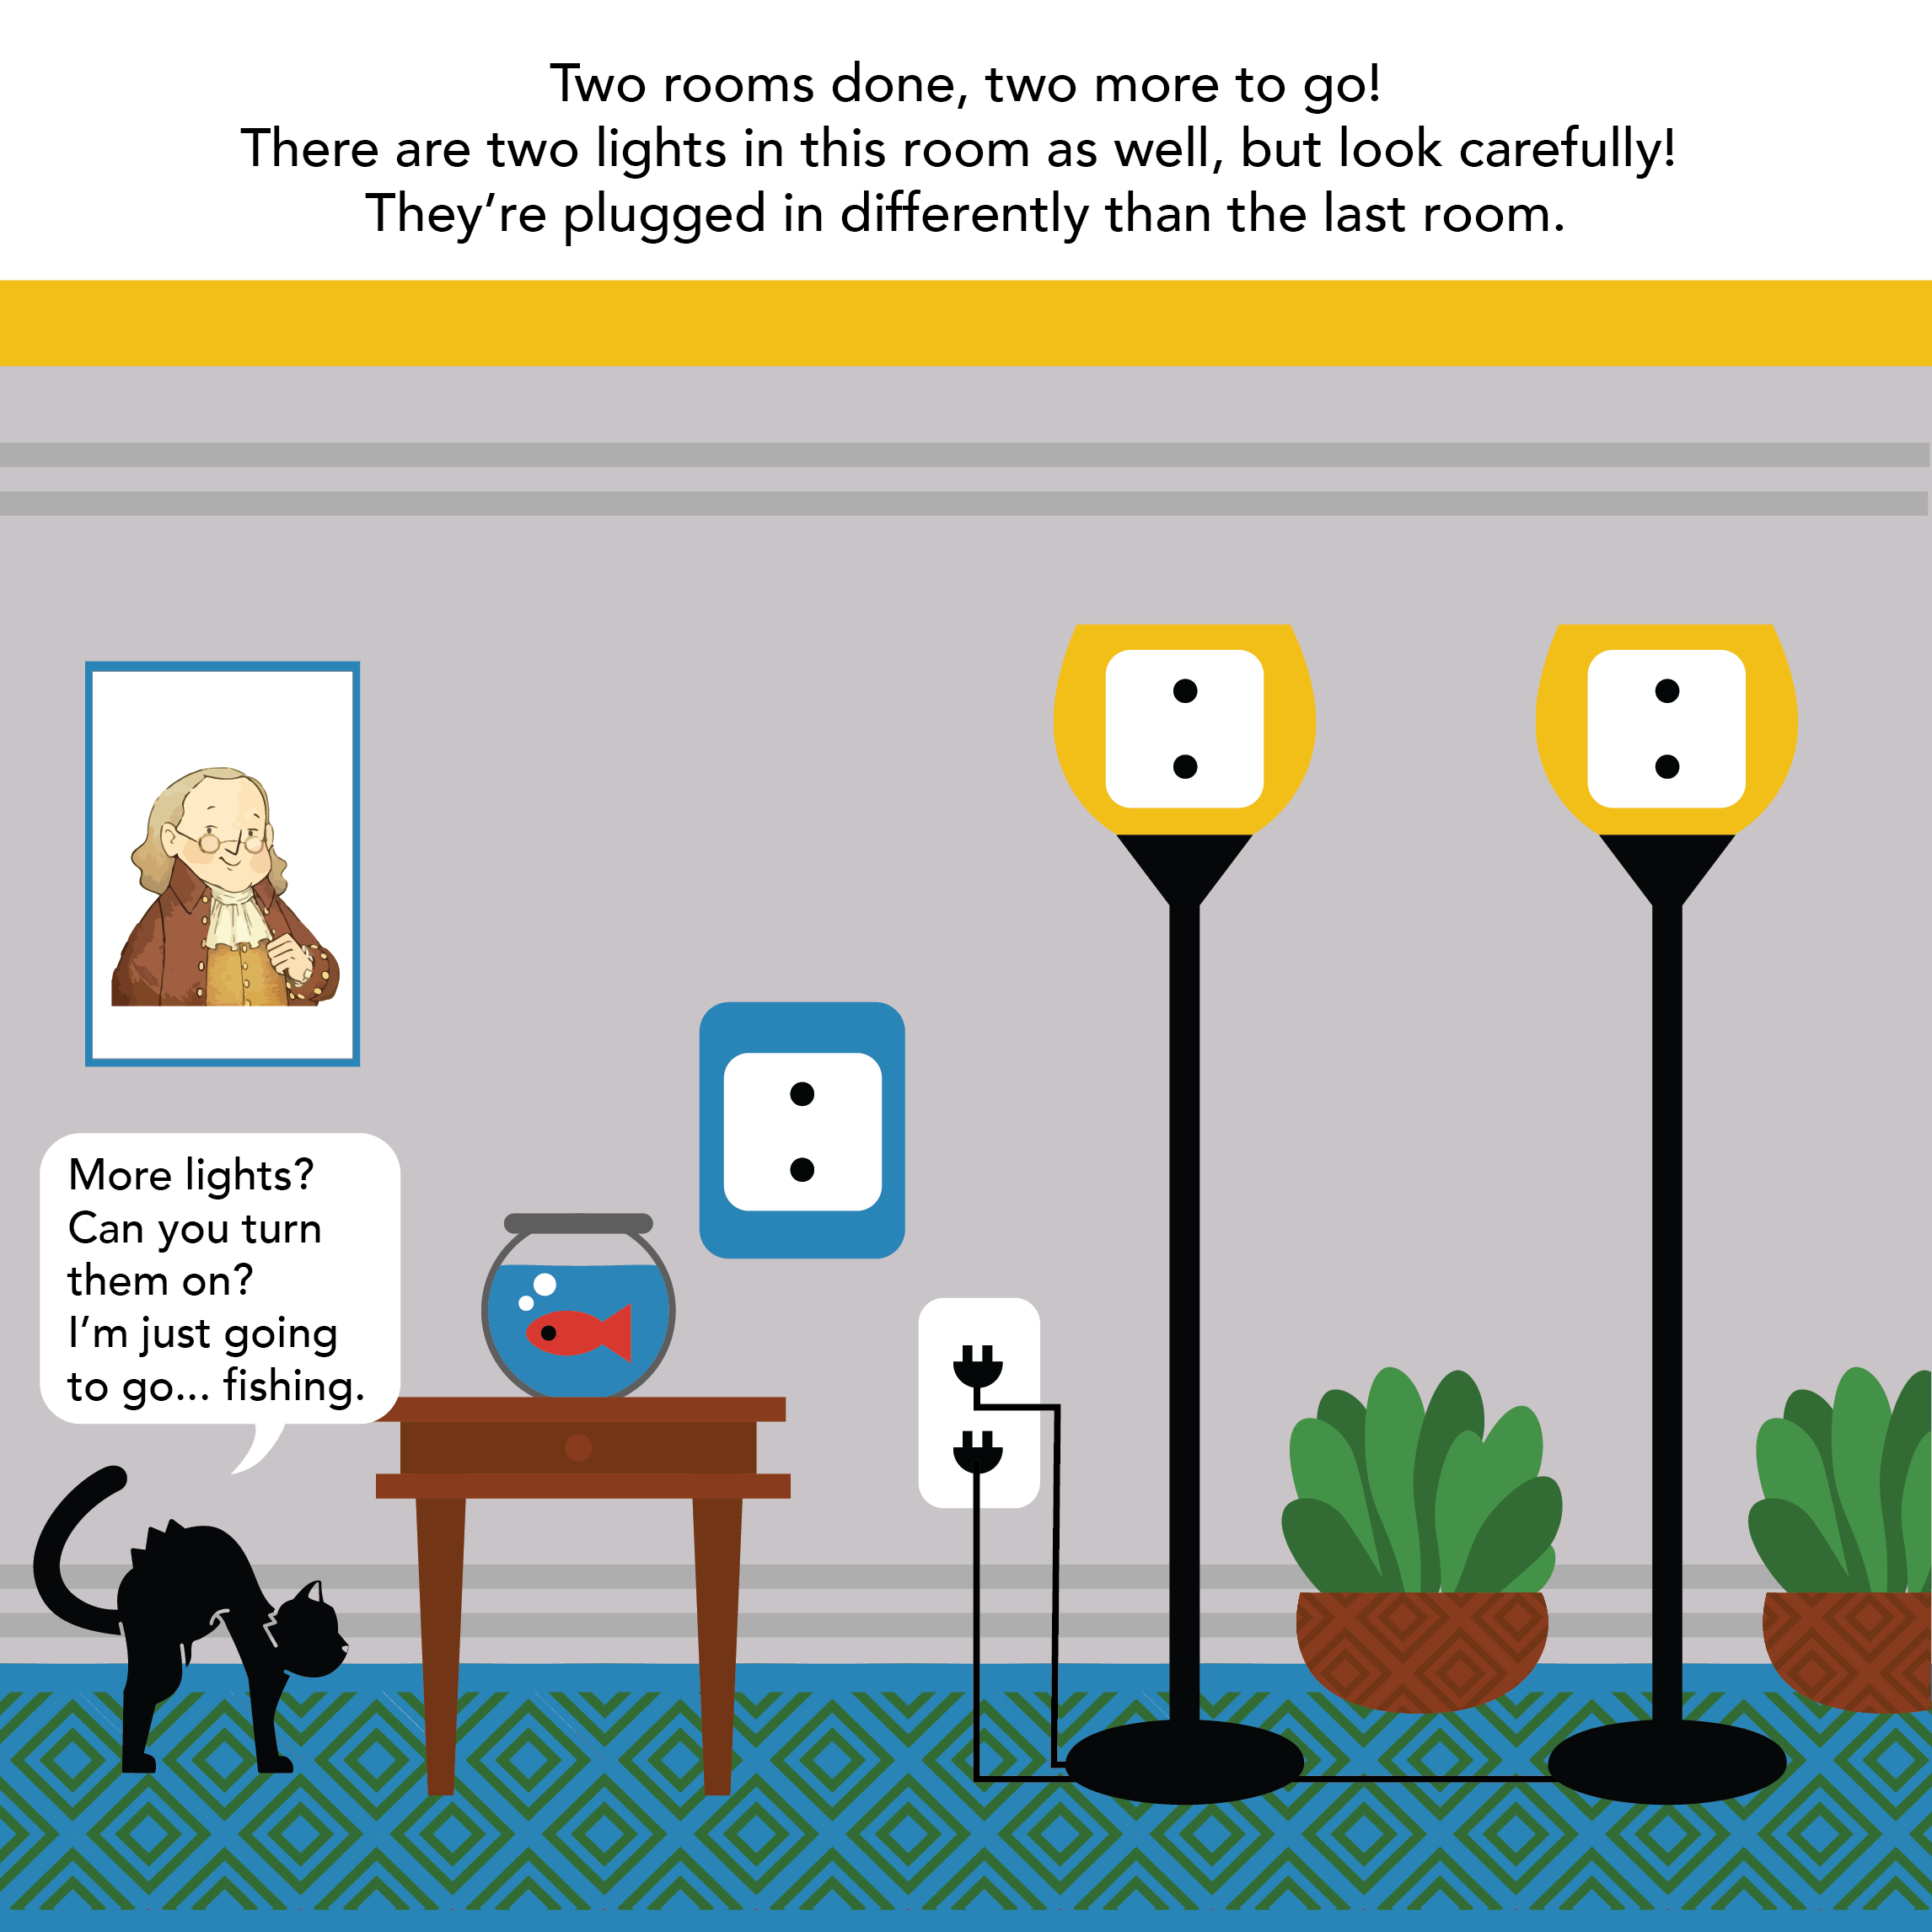 Two rooms done, two more to go!
There are two lights in this room as well, but look carefully!
They’re plugged in differently than the last room.
More lights?
Can you turn
them on?
I’m just going
to go... fishing.